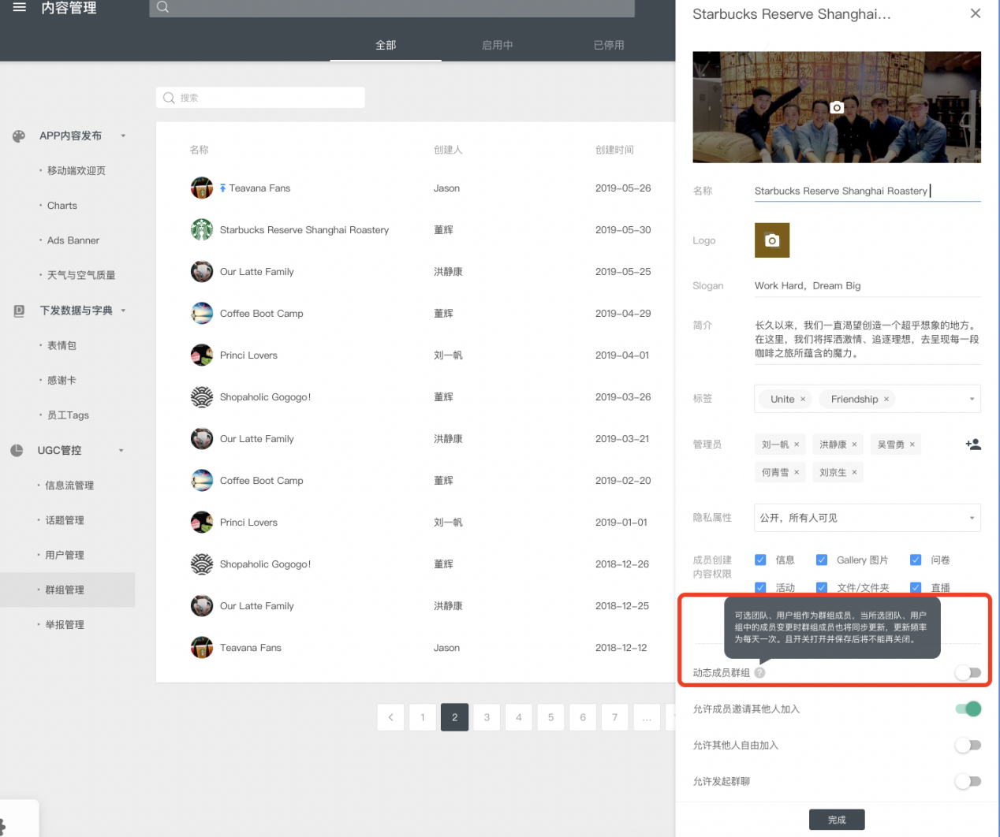 内容管理
全部
启用中
已停用
搜索
APP内容发布
· 移动端欢迎页
· Charts
· Ads Banner
· 天气与空气质量
下发数据与字典
· 表情包
· 感谢卡
· 员工Tags
UGC管控
· 信息流管理
· 话题管理
· 用户管理
· 群组管理
· 举报管理
名称 创建人 创建时间
Teavana Fans Jason 2019-05-26
Starbucks Reserve Shanghai Roastery 董辉 2019-05-30
Our Latte Family 洪静康 2019-05-25
Coffee Boot Camp 董辉 2019-04-29
Princi Lovers 刘一帆 2019-04-01
Shopaholic Gogogo! 董辉 2019-03-26
Our Latte Family 洪静康 2019-03-21
Coffee Boot Camp 董辉 2019-02-20
Princi Lovers 刘一帆 2019-01-01
Shopaholic Gogogo! 董辉 2018-12-26
Our Latte Family 洪静康 2018-12-25
Teavana Fans Jason 2018-12-12
< 1 2 3 4 5 6 7 ...
Starbucks Reserve Shanghai... ×
名称 Starbucks Reserve Shanghai Roastery
Logo
Slogan Work Hard, Dream Big
简介 长久以来，我们一直渴望创造一个超乎想象的地方。
在这里，我们将挥洒激情、追逐理想，去呈现每一段
咖啡之旅所蕴含的魔力。
标签 Unite × Friendship ×
管理员 刘一帆 × 洪静康 × 吴雪勇 ×
何青雪 × 刘京生 ×
隐私属性 公开，所有人可见
成员创建
内容权限
信息 Gallery 图片 问卷
活动 文件/文件夹 直播
可选团队、用户组作为群组成员，当所选团队、用户
组中的成员变更时群组成员也将同步更新，更新频率
为每天一次。且开关打开并保存后将不能再关闭。
动态成员群组 ?
允许成员邀请其他人加入
允许其他人自由加入
允许发起群聊
完成